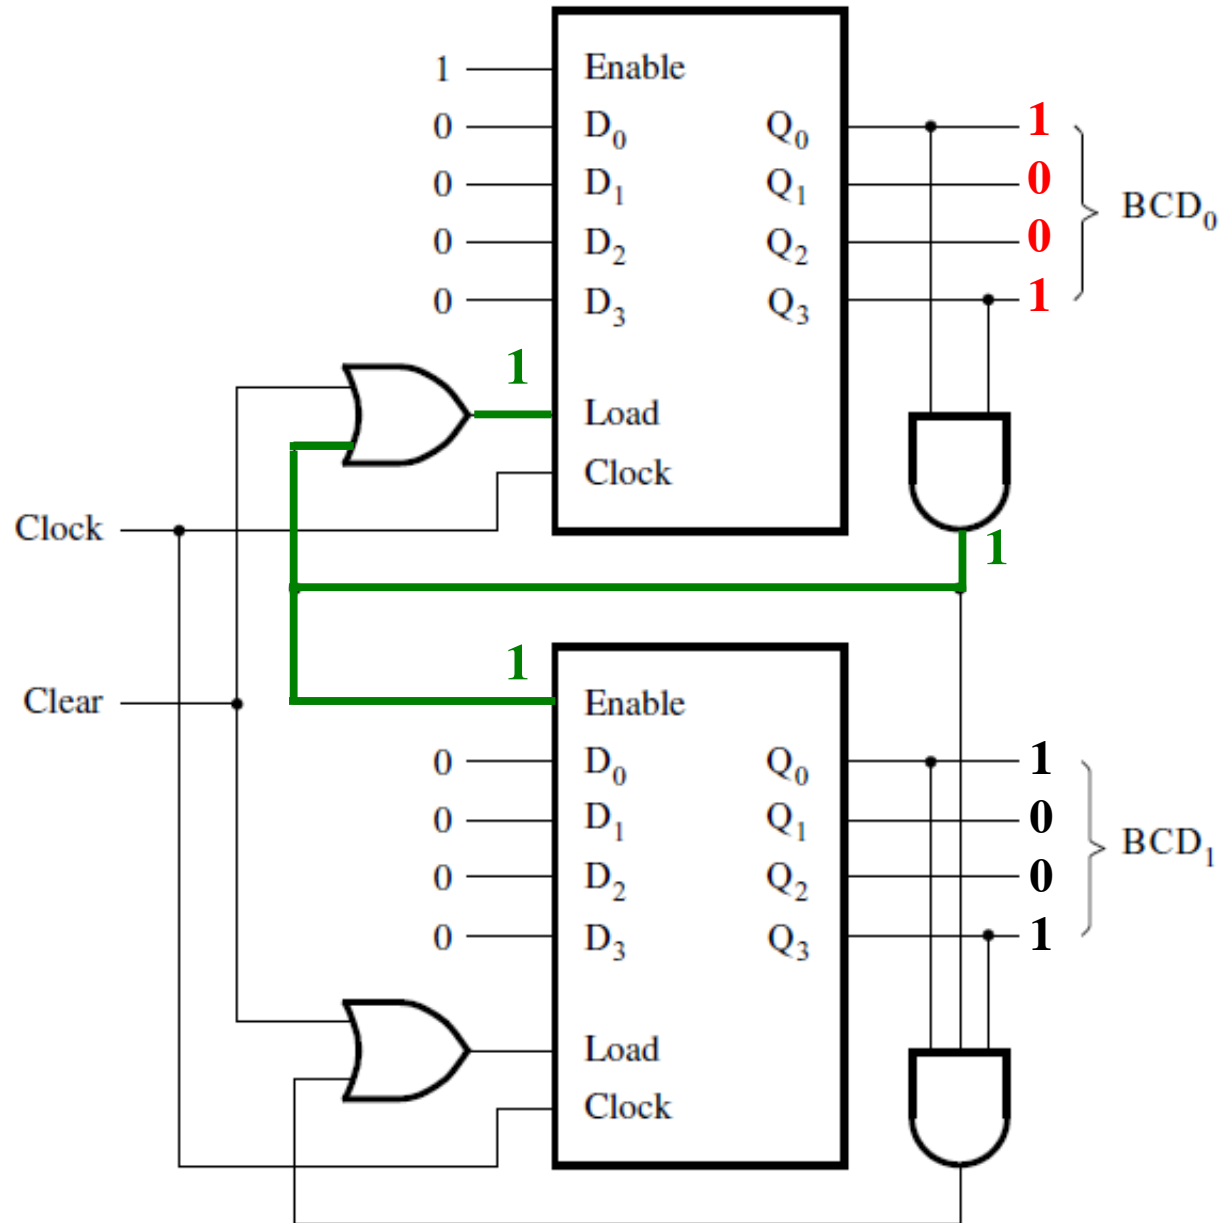 1 Enable
0 D0 Q0 1
0 D1 Q1 0
0 D2 Q2 0 BCD0
0 D3 Q3 1
1
Load
Clock
Clock
1
1
Clear Enable
0 D0 Q0 1
0 D1 Q1 0
BCD1
0 D2 Q2 0
0 D3 Q3 1
Load
Clock